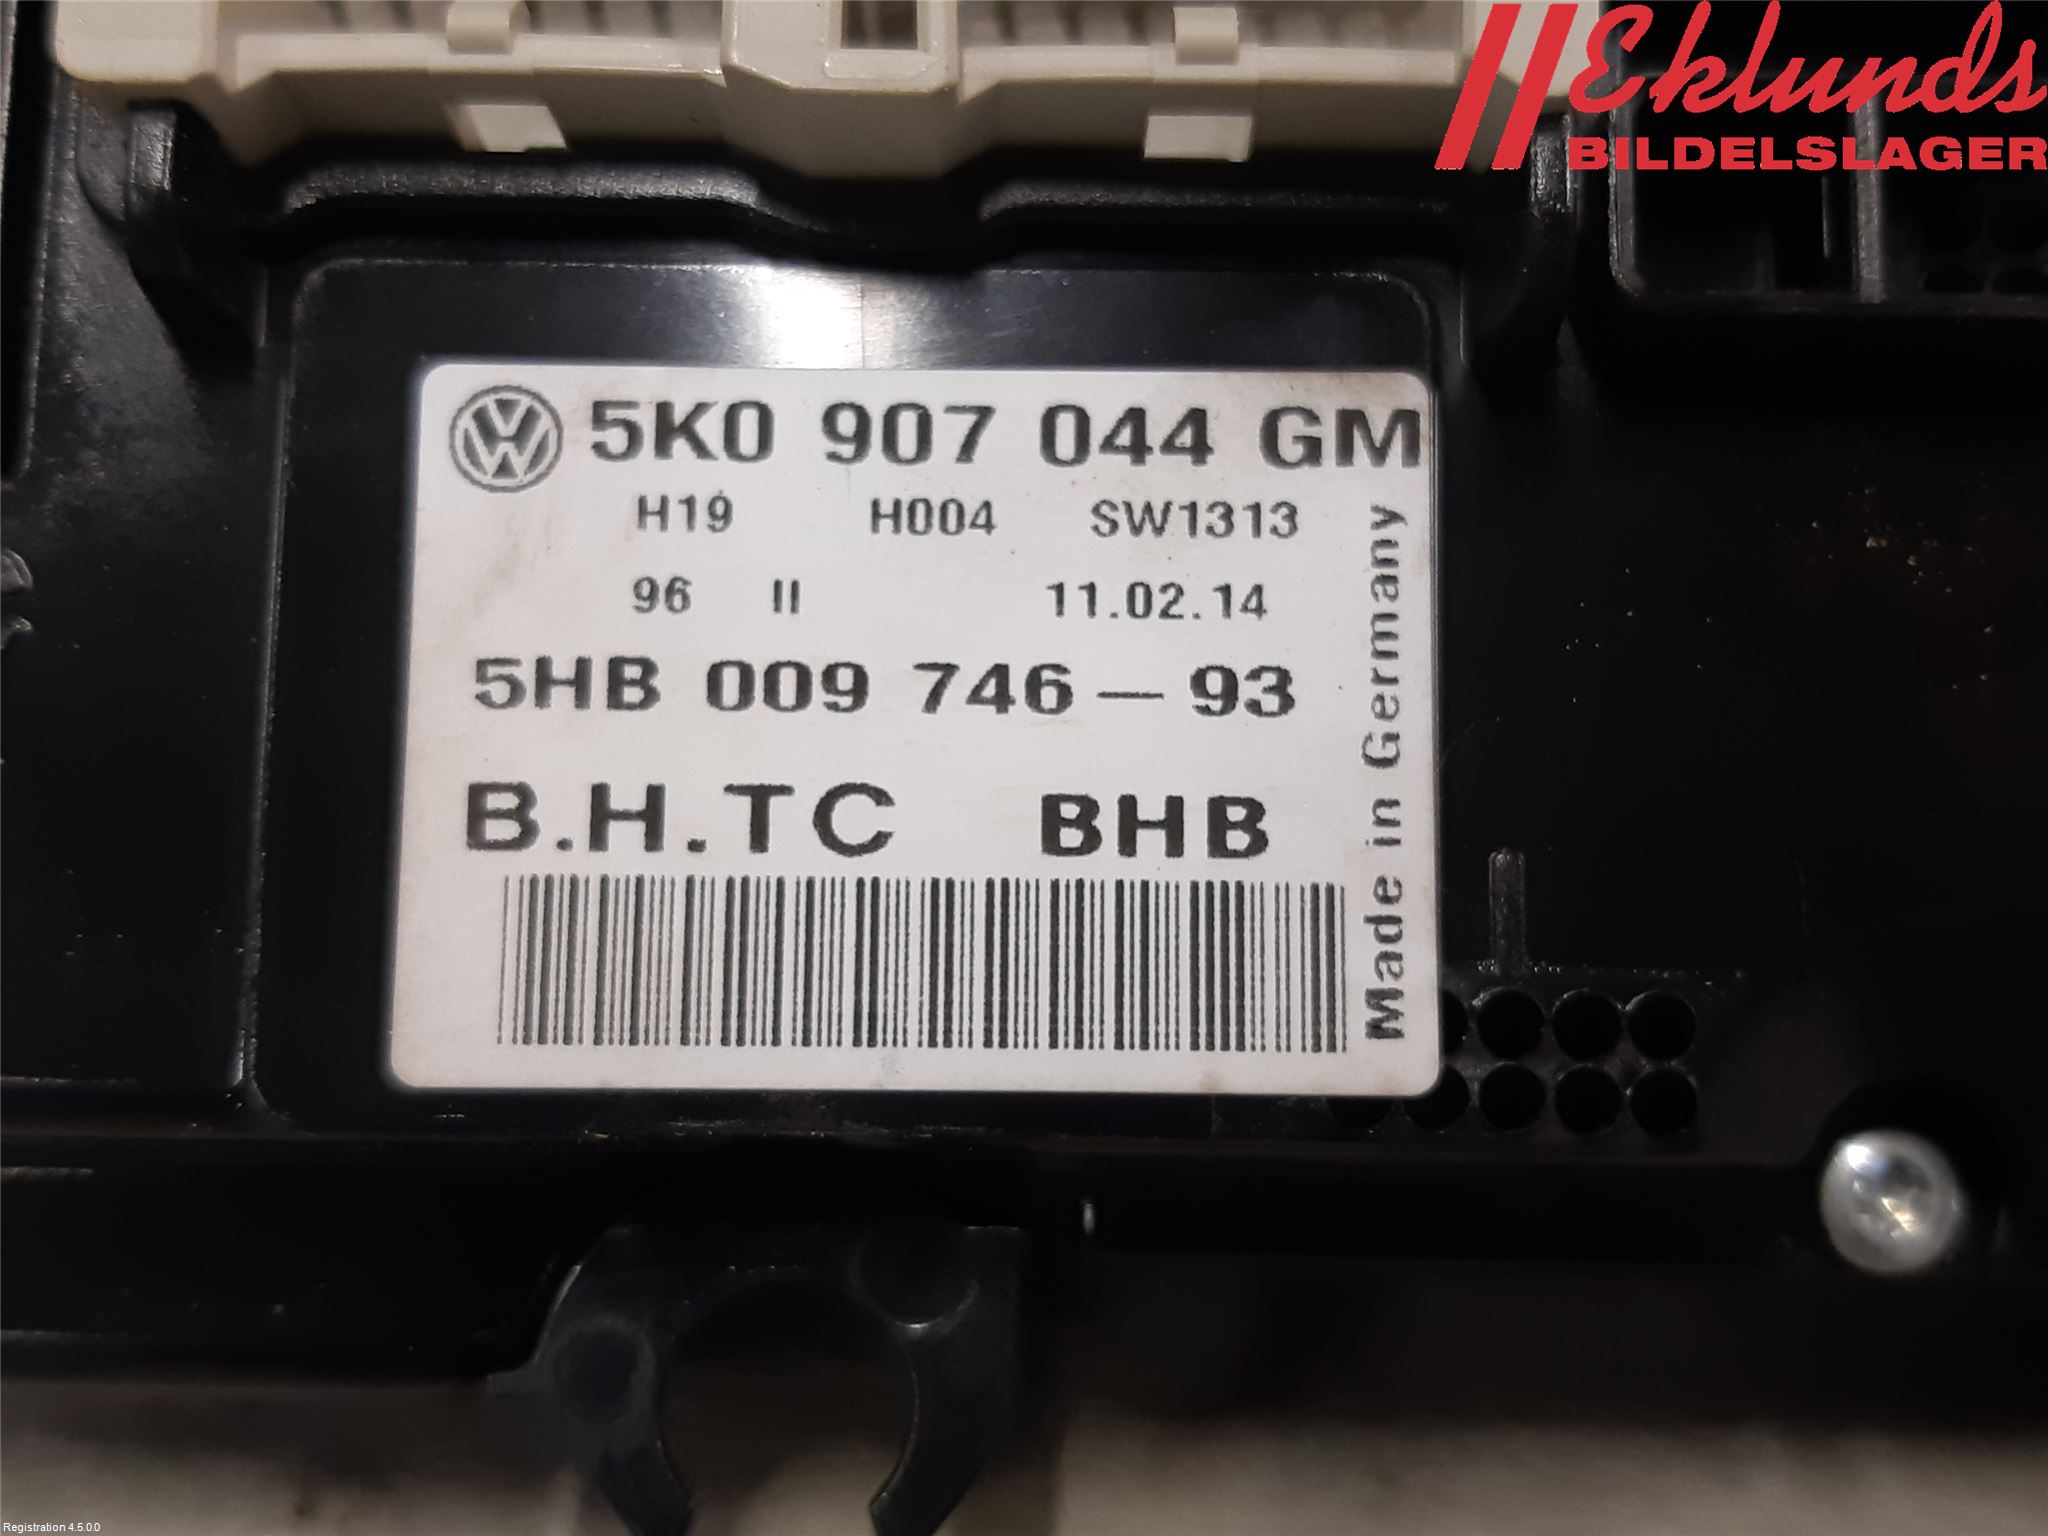 Eklunds
BILDELSLAGER
5K0 907 044 GM
H19 H004 SW1313
96 II 11.02.14
5HB 009 746-93
B.H.TC BHB
Made in Germany
Registration 4.5.0.0